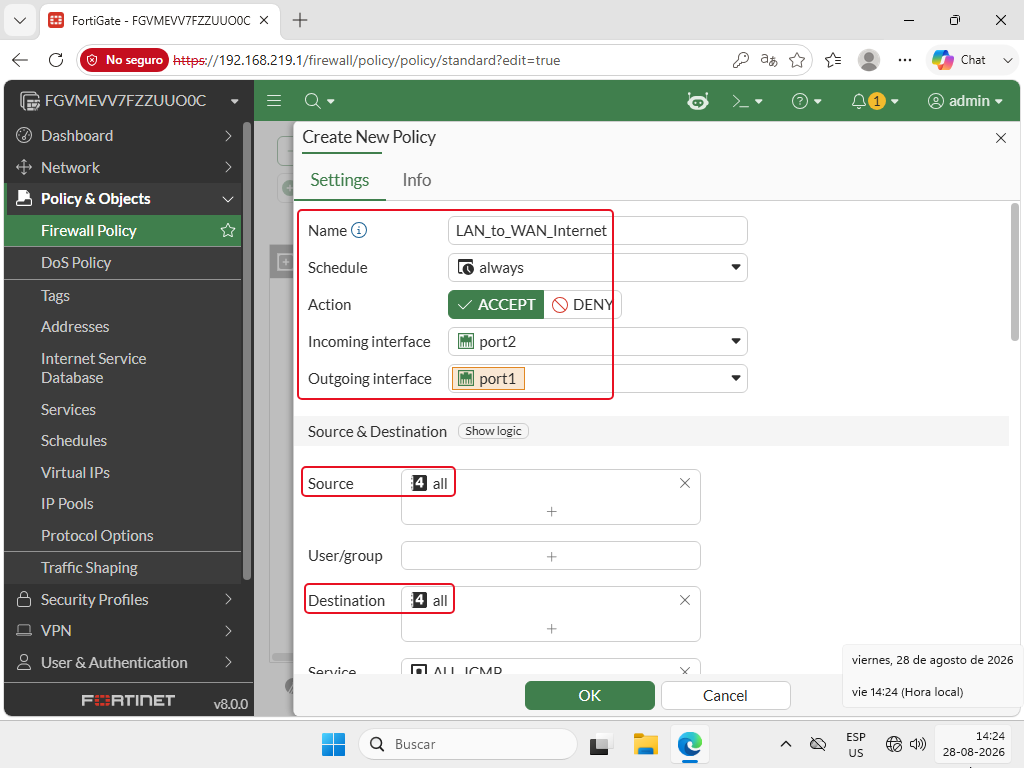 FortiGate - FGVMEVV7FZZUUO0C
No seguro https://192.168.219.1/firewall/policy/policy/standard?edit=true
Chat
FGVMEVV7FZZUUO0C
1
admin
Dashboard
Network
Policy & Objects
Firewall Policy
DoS Policy
Tags
Addresses
Internet Service
Database
Services
Schedules
Virtual IPs
IP Pools
Protocol Options
Traffic Shaping
Security Profiles
VPN
User & Authentication
FORTINET v8.0.0
Create New Policy
Settings Info
Name LAN_to_WAN_Internet
Schedule always
Action ACCEPT DENY
Incoming interface port2
Outgoing interface port1
Source & Destination Show logic
Source 4 all
User/group
Destination 4 all
Service ALL_ICMP
OK Cancel
viernes, 28 de agosto de 2026
vie 14:24 (Hora local)
Buscar
ESP
US
14:24
28-08-2026